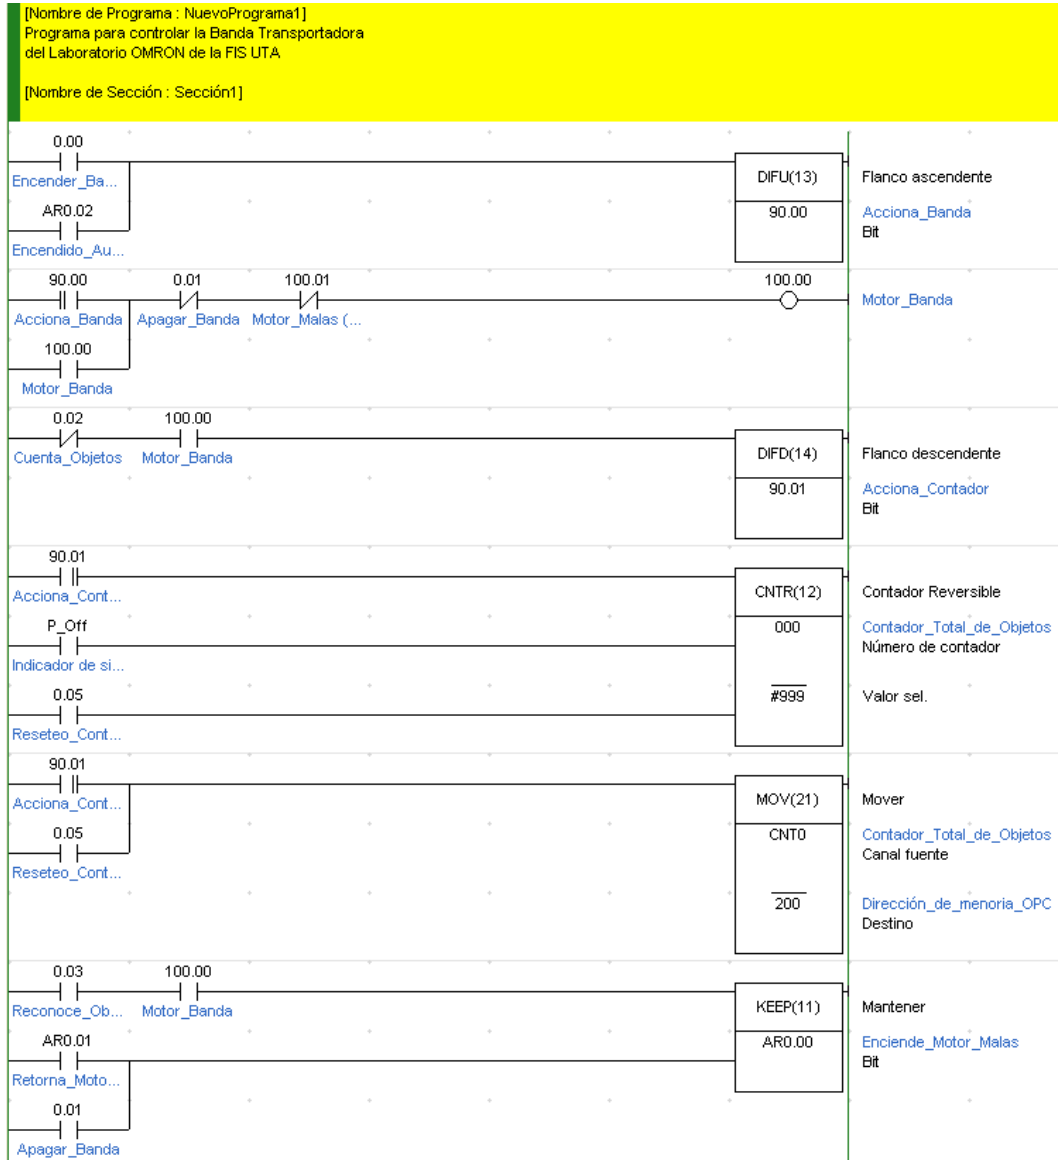 [Nombre de Programa : NuevoPrograma1]
Programa para controlar la Banda Transportadora
del Laboratorio OMRON de la FIS UTA
[Nombre de Sección : Sección1]
0.00
Encender_Ba...
DIFU(13)
Flanco ascendente
AR0.02
90.00
Acciona_Banda
Bit
Encendido_Au...
90.00
0.01
100.01
100.00
Motor_Banda
Acciona_Banda
Apagar_Banda
Motor_Malas (...
100.00
Motor_Banda
0.02
100.00
Cuenta_Objetos
Motor_Banda
DIFD(14)
Flanco descendente
90.01
Acciona_Contador
Bit
90.01
Acciona_Cont...
CNTR(12)
Contador Reversible
P_Off
000
Contador_Total_de_Objetos
Número de contador
Indicador de si...
0.05
#999
Valor sel.
Reseteo_Cont...
90.01
Acciona_Cont...
MOV(21)
Mover
0.05
CNT0
Contador_Total_de_Objetos
Canal fuente
Reseteo_Cont...
200
Dirección_de_menoria_OPC
Destino
0.03
100.00
Reconoce_Ob...
Motor_Banda
KEEP(11)
Mantener
AR0.01
AR0.00
Enciende_Motor_Malas
Bit
Retorna_Moto...
0.01
Apagar_Banda